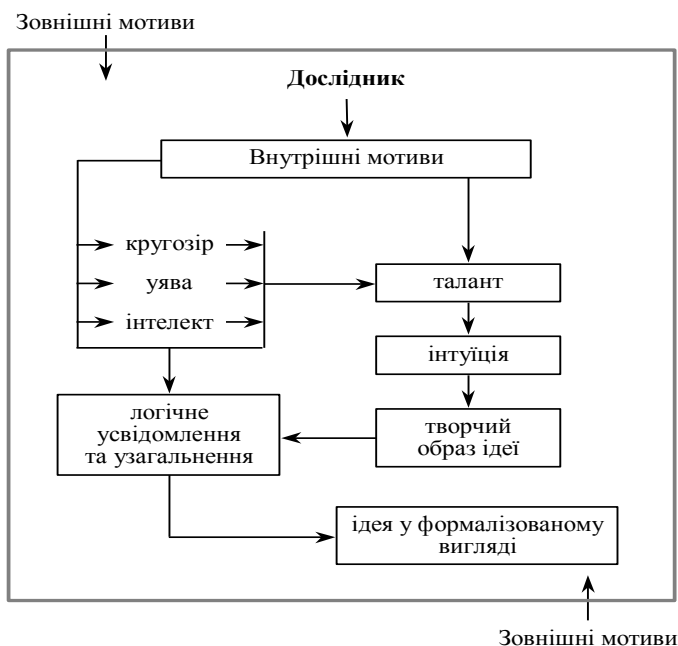 Зовнішні мотиви
Дослідник
Внутрішні мотиви
кругозір
уява
інтелект
талант
інтуїція
творчий
образ ідеї
логічне
усвідомлення
та узагальнення
ідея у формалізованому
вигляді
Зовнішні мотиви